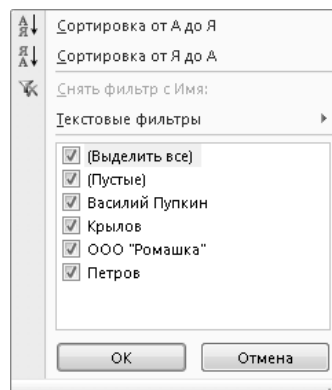 Сортировка от А до Я
Сортировка от Я до А
Снять фильтр с Имя:
Текстовые фильтры
(Выделить все)
(Пустые)
Василий Пупкин
Крылов
ООО "Ромашка"
Петров
ОК
Отмена